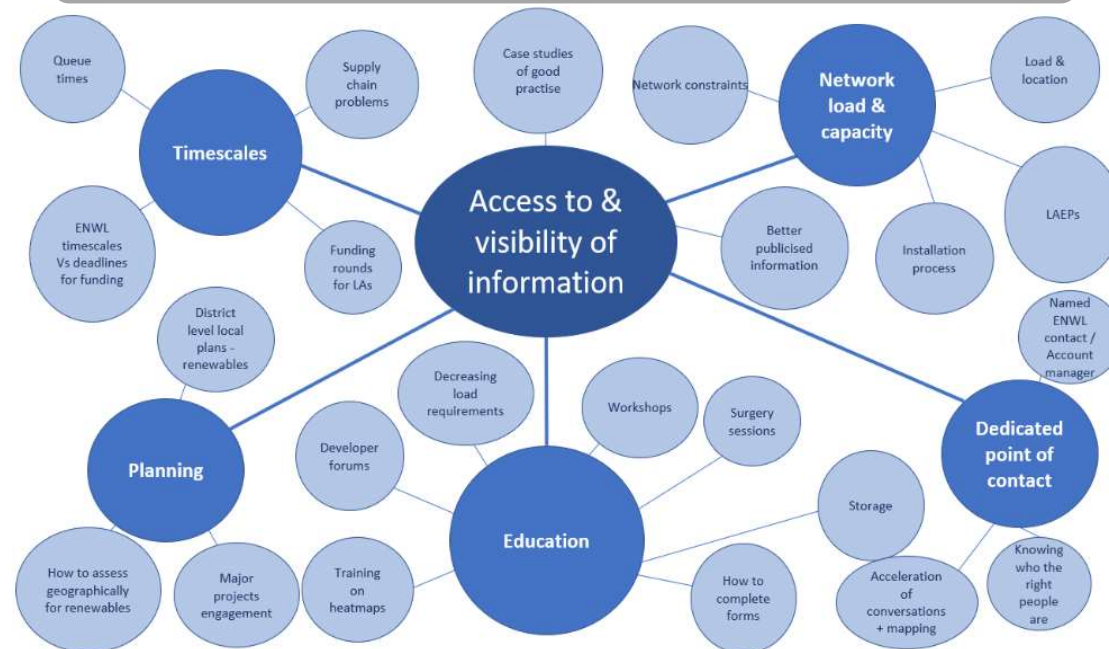 Queue
times
Supply
chain
problems
Case studies
of good
practise
Network constraints
Network
load &
capacity
Load &
location
Timescales
Access to &
visibility of
information
LAEPs
ENWL
timescales
Vs deadlines
for funding
Funding
rounds
for LAs
Better
publicised
information
Installation
process
District
level local
plans -
renewables
Named
ENWL
contact /
Account
manager
Decreasing
load
requirements
Workshops
Surgery
sessions
Developer
forums
Planning
Dedicated
point of
contact
Education
Storage
How to assess
geographically
for renewables
Major
projects
engagement
Training
on
heatmaps
How to
complete
forms
Acceleration
of
conversations
+ mapping
Knowing
who the
right
people
are